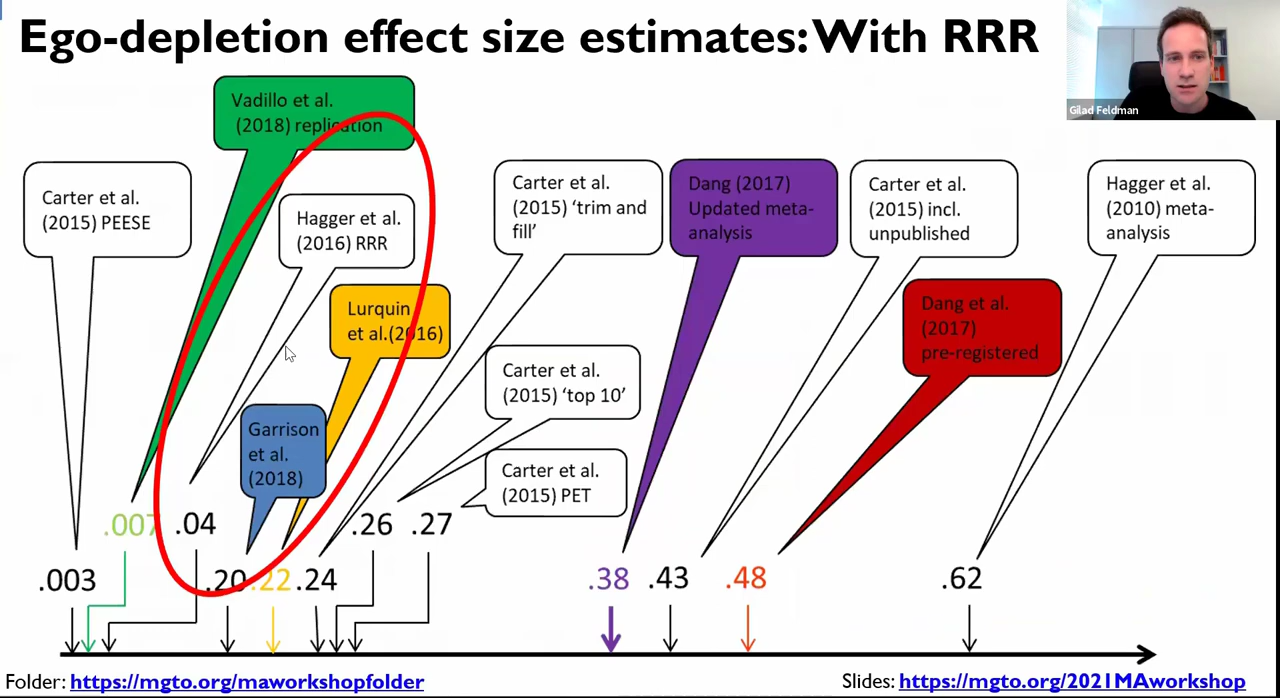 Ego-depletion effect size estimates: With RRR
Gilad Feldman
Vadillo et al.
(2018) replication
Carter et al.
(2015) PEESE
Hagger et al.
(2016) RRR
Lurquin
et al.(2016)
Garrison
et al.
(2018)
Carter et al.
(2015) ‘trim and
fill’
Carter et al.
(2015) ‘top 10’
Carter et al.
(2015) PET
Dang (2017)
Updated meta-
analysis
Carter et al.
(2015) incl.
unpublished
Dang et al.
(2017)
pre-registered
Hagger et al.
(2010) meta-
analysis
.007 .04 .26 .27
.003 .20 .22 .24 .38 .43 .48 .62
Folder: https://mgto.org/maworkshopfolder
Slides: https://mgto.org/2021MAworkshop